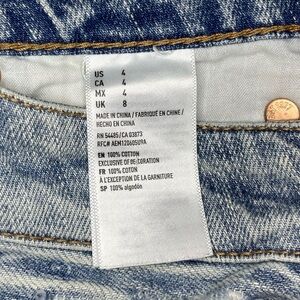 US 4
CA 4
MX 4
UK 8
MADE IN CHINA / FABRIQUÉ EN CHINE /
HECHO EN CHINA
RN 54485/CA 03873
RFC# AEM120605U9A
EN 100% COTTON
EXCLUSIVE OF DECORATION
FR 100% COTON
À L'EXCEPTION DE LA GARNITURE
SP 100% algodón